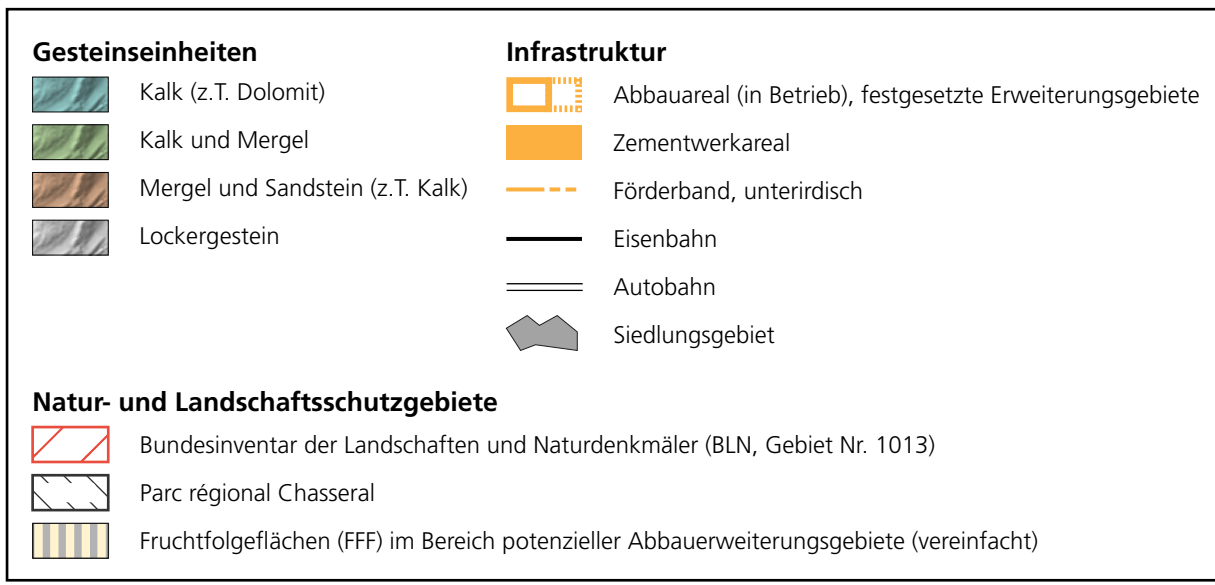 Gesteinseinheiten
Kalk (z.T. Dolomit)
Kalk und Mergel
Mergel und Sandstein (z.T. Kalk)
Lockergestein
Infrastruktur
Abbauareal (in Betrieb), festgesetzte Erweiterungsgebiete
Zementwerkareal
Förderband, unterirdisch
Eisenbahn
Autobahn
Siedlungsgebiet
Natur- und Landschaftsschutzgebiete
Bundesinventar der Landschaften und Naturdenkmäler (BLN, Gebiet Nr. 1013)
Parc régional Chasseral
Fruchtfolgeflächen (FFF) im Bereich potenzieller Abbauerweiterungsgebiete (vereinfacht)